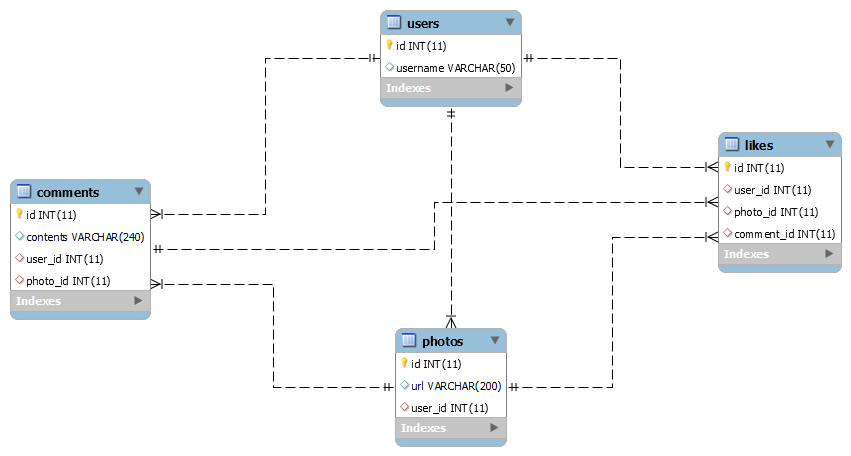 users
id INT(11)
username VARCHAR(50)
Indexes
likes
id INT(11)
user_id INT(11)
photo_id INT(11)
comment_id INT(11)
Indexes
comments
id INT(11)
contents VARCHAR(240)
user_id INT(11)
photo_id INT(11)
Indexes
photos
id INT(11)
url VARCHAR(200)
user_id INT(11)
Indexes